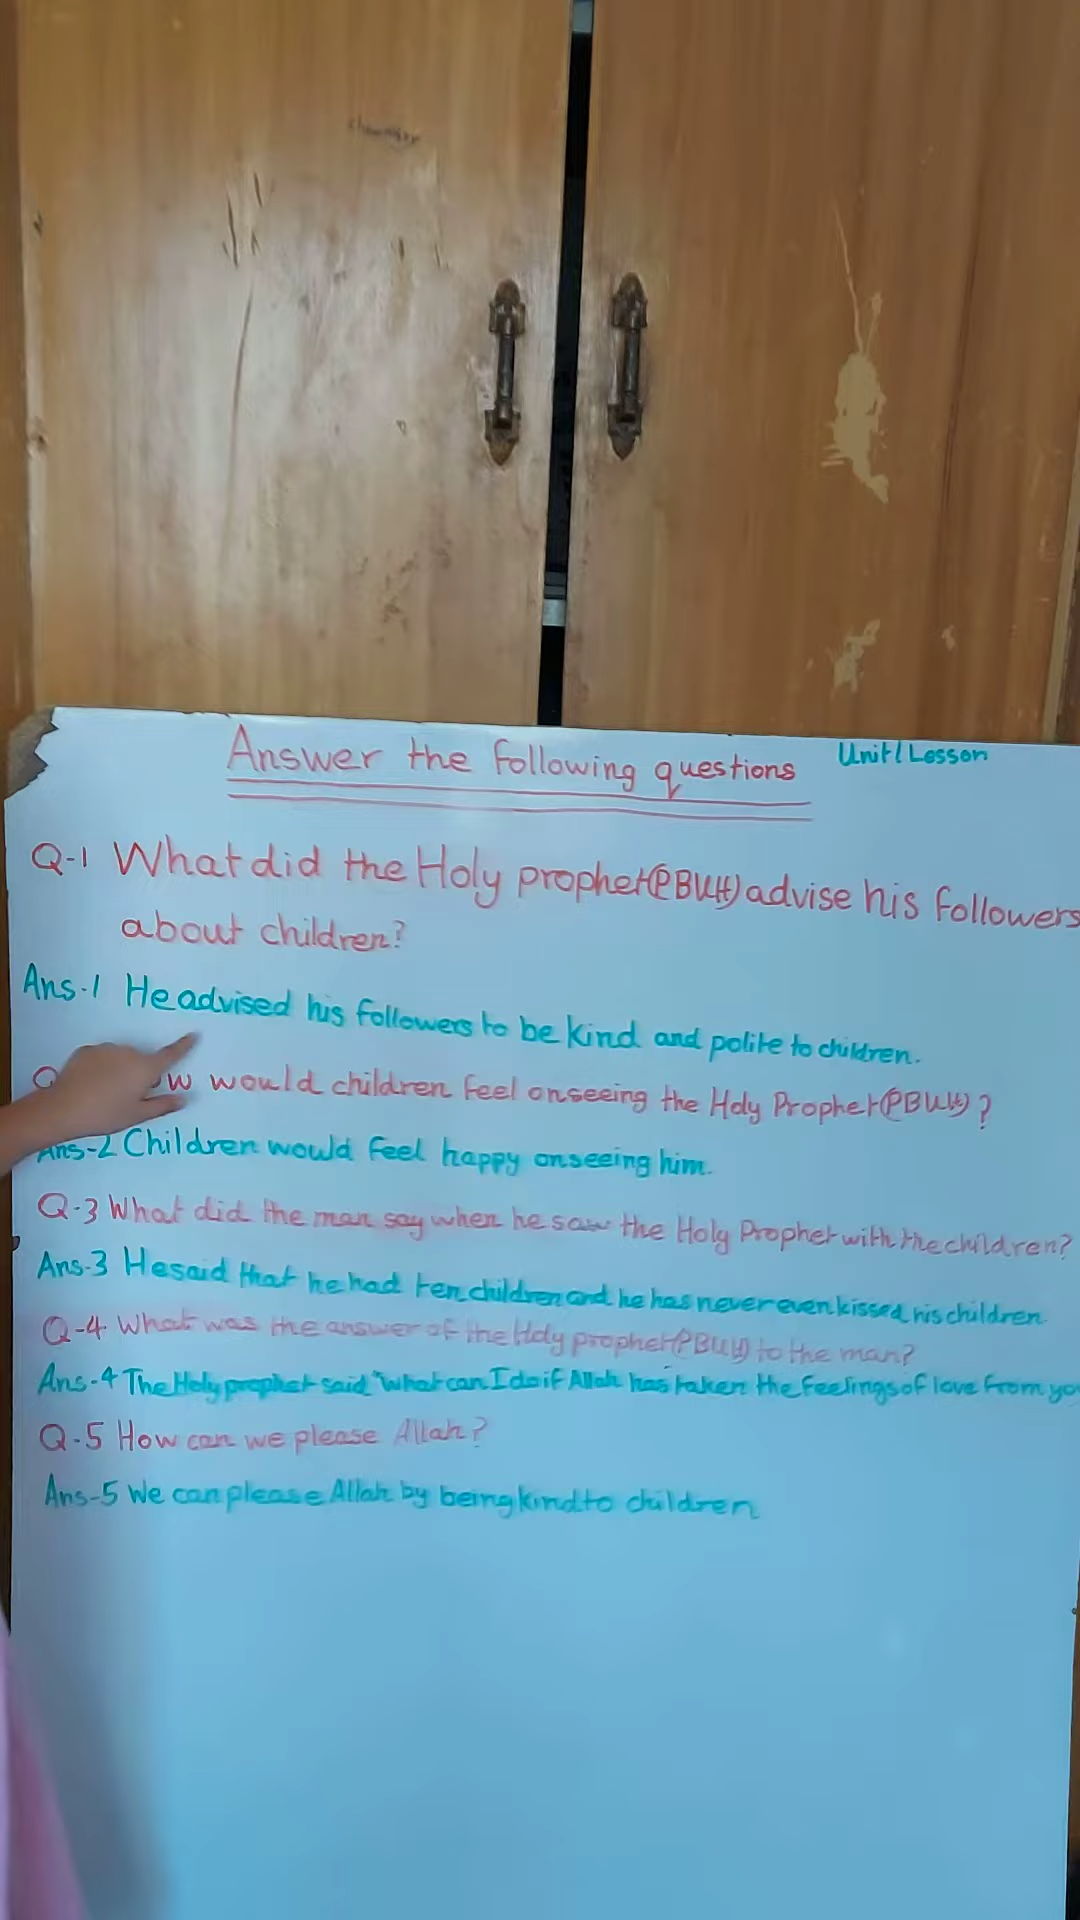 Answer the following questions
Unit 1 Lesson
Q-1 What did the Holy prophet (PBUH) advise his followers
about children?
Ans-1 He advised his followers to be kind and polite to children.
Q w would children feel on seeing the Holy Prophet (PBUH)?
Ans-2 Children would feel happy on seeing him.
Q-3 What did the man say when he saw the Holy Prophet with the children?
Ans-3 He said that he had ten children and he has never even kissed his children.
Q-4 What was the answer of the Holy prophet (PBUH) to the man?
Ans-4 The Holy prophet said "what can I do if Allah has taken the feelings of love from yo
Q-5 How can we please Allah?
Ans-5 We can please Allah by being kind to children